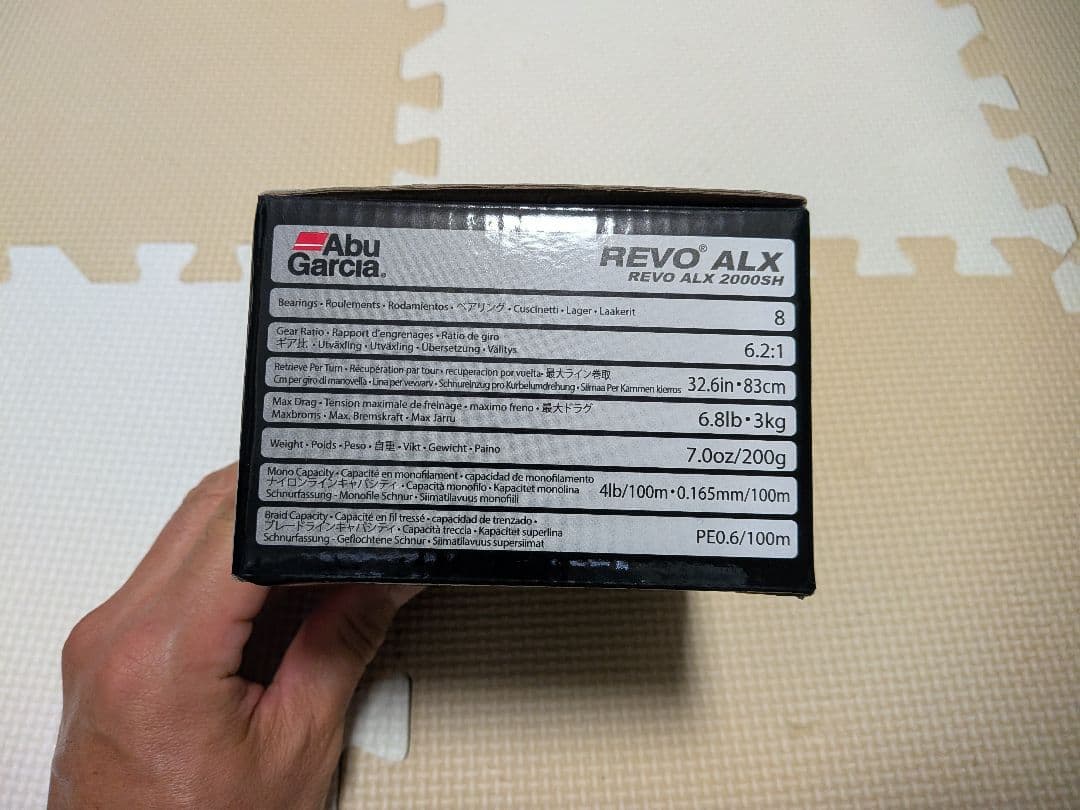 Abu
Garcia®
REVO® ALX
REVO ALX 2000SH
Bearings • Roulements • Rodamientos • ベアリング • Cuscinetti • Lager • Laakerit
8
Gear Ratio • Rapport d'engrenages • Ratio de giro
ギア比 • Utväxling • Utväxling • Übersetzung • Välitys
6.2:1
Retrieve Per Turn • Récupération par tour • recuperacion por vuelta • 最大ライン巻取
Cm per giro di manovella • Lina per vevvarv • Schnureinzug pro Kurbelumdrehung • Siimaa Per Kammen kierros
32.6in•83cm
Max Drag • Tension maximale de freinage • maximo freno • 最大ドラグ
Maxbroms • Max. Bremskraft • Max Jarru
6.8lb•3kg
Weight • Poids • Peso • 自重 • Vikt • Gewicht • Paino
7.0oz/200g
Mono Capacity • Capacité en monofilament • capacidad de monofilamento
ナイロンラインキャパシティ • Capacità monofilo • Kapacitet monolina
Schnurfassung - Monofile Schnur • Siimatilavuus monofiili
4lb/100m•0.165mm/100m
Braid Capacity • Capacité en fil tressé • capacidad de trenzado •
ブレードラインキャパシティ • Capacità treccia • Kapacitet superlina
Schnurfassung - Geflochtene Schnur • Siimatilavuus supersiimat
PE0.6/100m